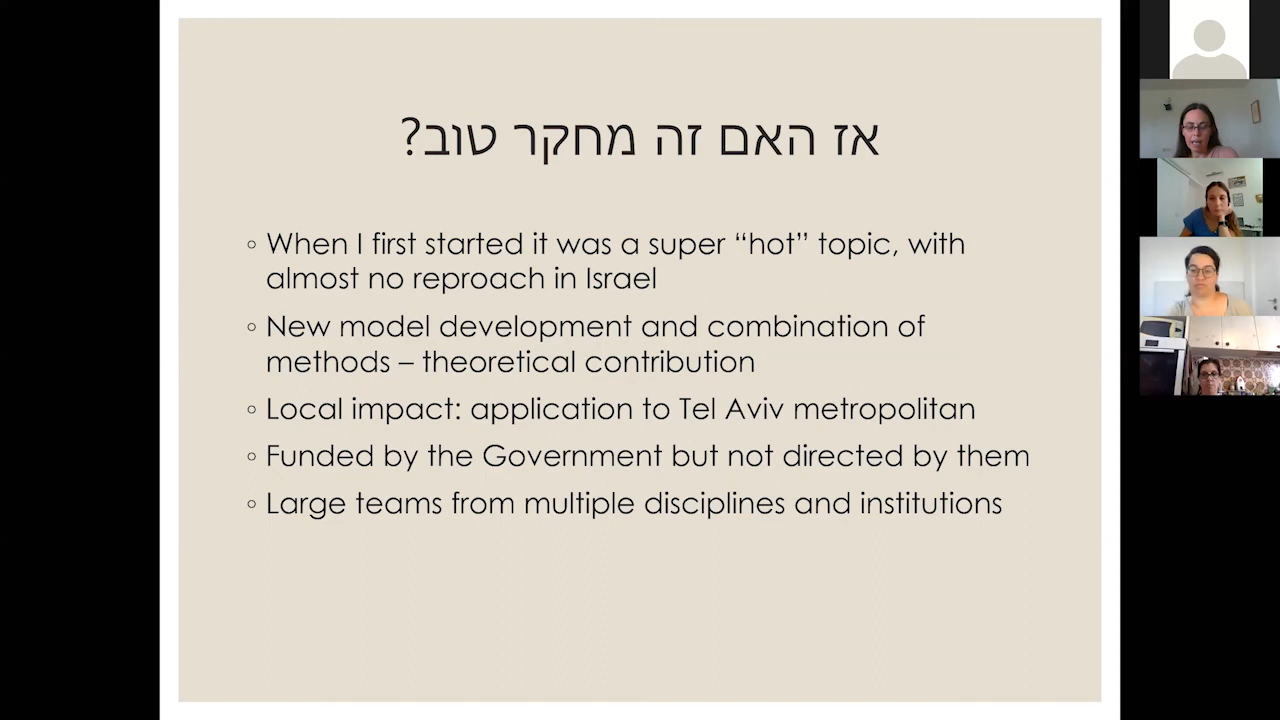 אז האם זה מחקר טוב?
◦ When I first started it was a super “hot” topic, with
almost no reproach in Israel
◦ New model development and combination of
methods – theoretical contribution
◦ Local impact: application to Tel Aviv metropolitan
◦ Funded by the Government but not directed by them
◦ Large teams from multiple disciplines and institutions